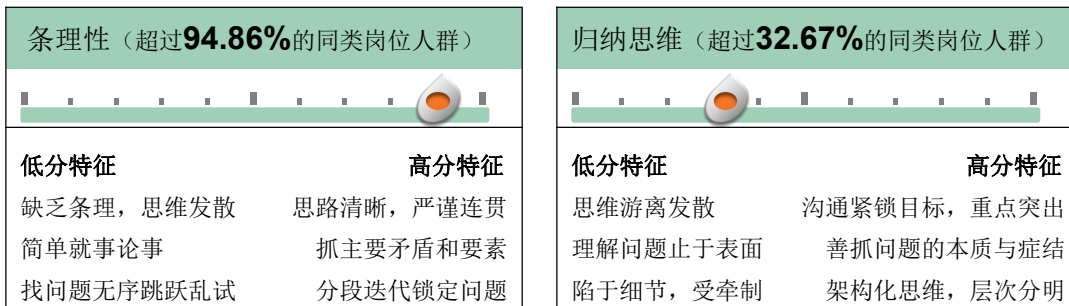 条理性（超过94.86%的同类岗位人群）
低分特征 高分特征
缺乏条理，思维发散 思路清晰，严谨连贯
简单就事论事 抓主要矛盾和要素
找问题无序跳跃乱试 分段迭代锁定问题
归纳思维（超过32.67%的同类岗位人群）
低分特征 高分特征
思维游离发散 沟通紧锁目标，重点突出
理解问题止于表面 善抓问题的本质与症结
陷于细节，受牵制 架构化思维，层次分明